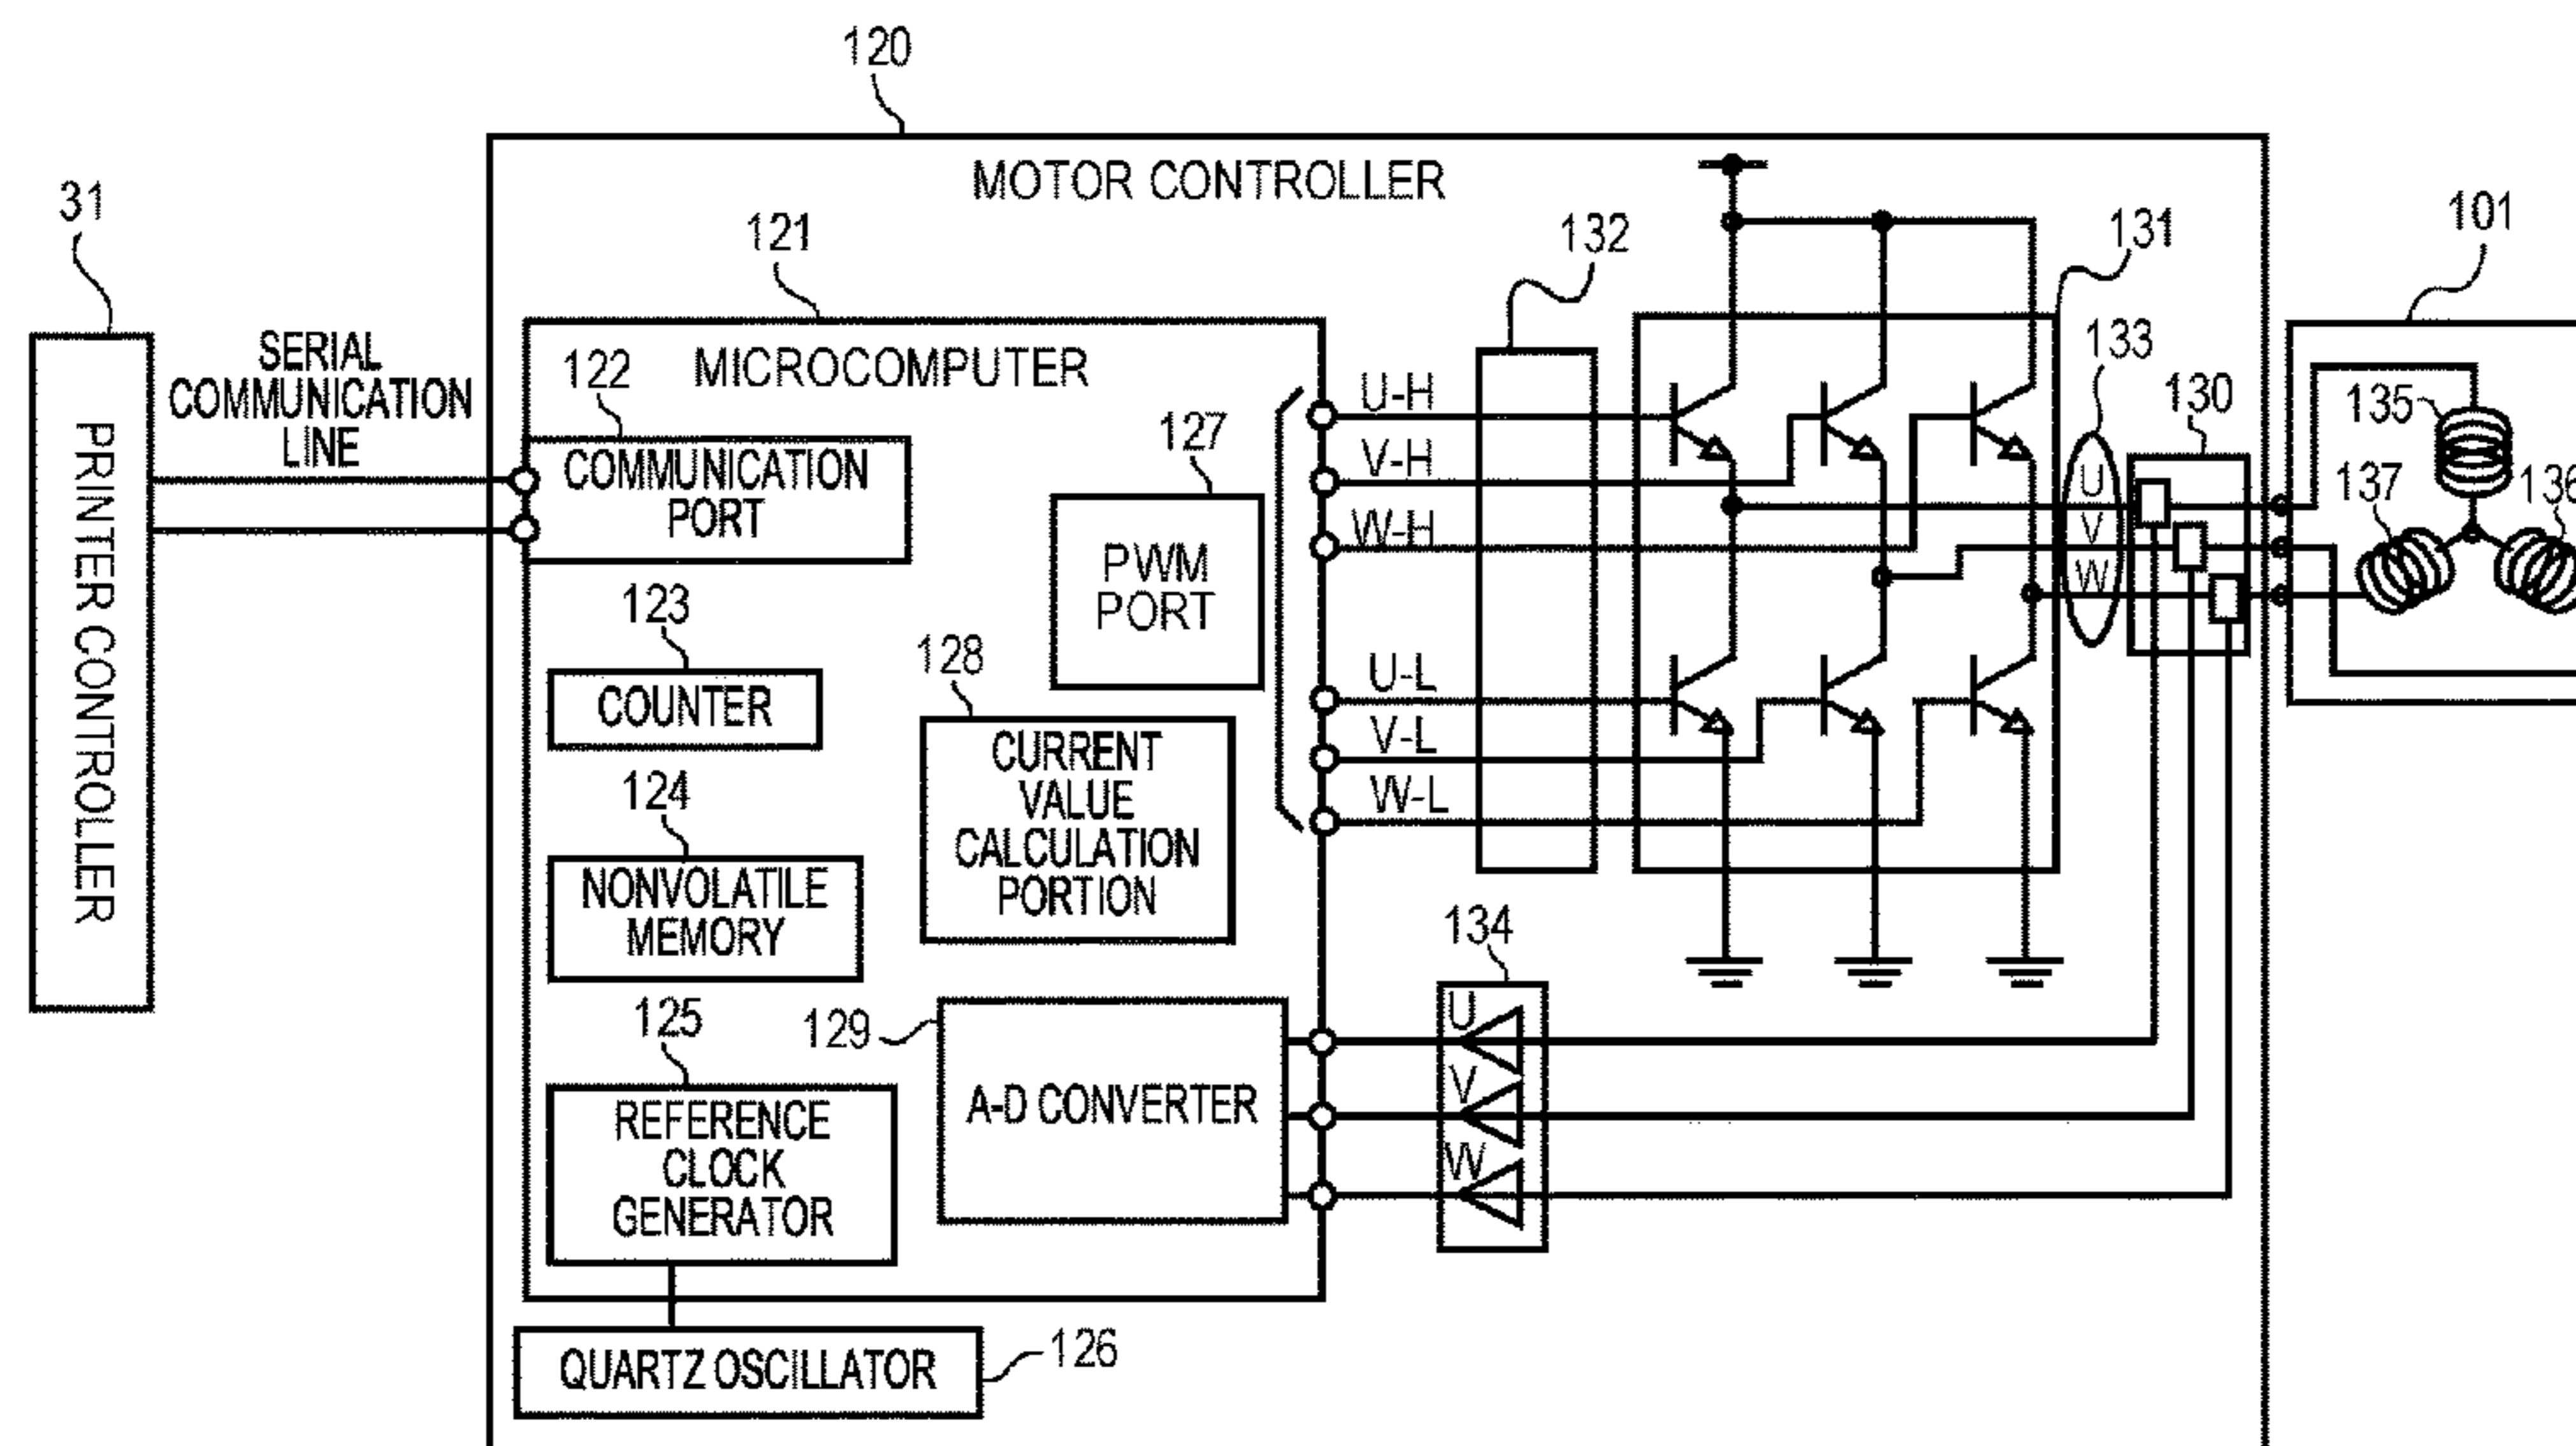 120
MOTOR CONTROLLER
31
PRINTER CONTROLLER
SERIAL
COMMUNICATION
LINE
121
MICROCOMPUTER
122
COMMUNICATION
PORT
123
COUNTER
124
NONVOLATILE
MEMORY
125
REFERENCE
CLOCK
GENERATOR
QUARTZ OSCILLATOR
126
127
PWM
PORT
128
CURRENT
VALUE
CALCULATION
PORTION
129
A-D CONVERTER
U-H
V-H
W-H
U-L
V-L
W-L
132
131
133
U
V
W
130
134
U
V
W
101
135
137
136